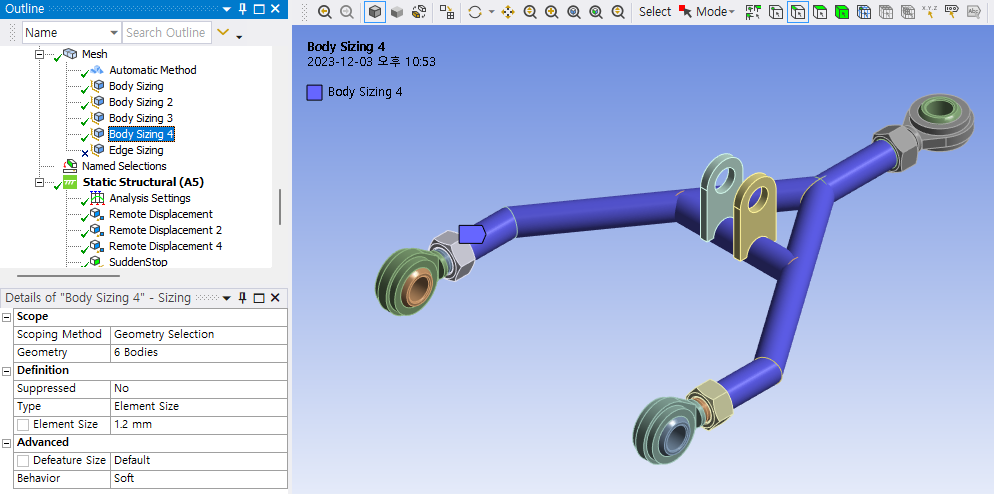 Outline
Name
Search Outline
Select
Mode
Mesh
Automatic Method
Body Sizing
Body Sizing 2
Body Sizing 3
Body Sizing 4
Edge Sizing
Named Selections
Static Structural (A5)
Analysis Settings
Remote Displacement
Remote Displacement 2
Remote Displacement 4
SuddenStop
Details of "Body Sizing 4" - Sizing
Scope
Scoping Method Geometry Selection
Geometry 6 Bodies
Definition
Suppressed No
Type Element Size
Element Size 1.2 mm
Advanced
Defeature Size Default
Behavior Soft
Body Sizing 4
2023-12-03 오후 10:53
Body Sizing 4